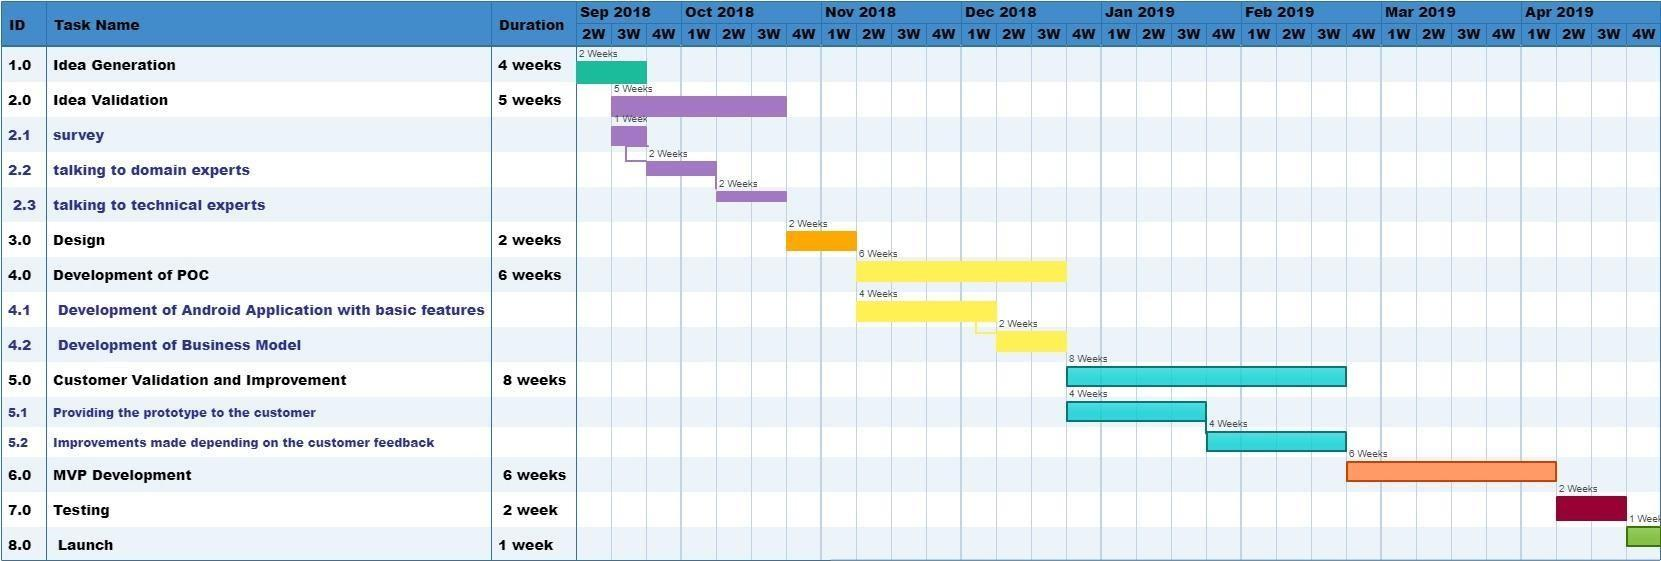 ID Task Name Duration Sep 2018 Oct 2018 Nov 2018 Dec 2018 Jan 2019 Feb 2019 Mar 2019 Apr 2019
2W 3W 4W 1W 2W 3W 4W 1W 2W 3W 4W 1W 2W 3W 4W 1W 2W 3W 4W 1W 2W 3W 4W 1W 2W 3W 4W 1W 2W 3W 4W
1.0 Idea Generation 4 weeks 2 Weeks
2.0 Idea Validation 5 weeks 5 Weeks
2.1 survey 1 Week
2.2 talking to domain experts 2 Weeks
2.3 talking to technical experts 2 Weeks
3.0 Design 2 weeks 2 Weeks
4.0 Development of POC 6 weeks 6 Weeks
4.1 Development of Android Application with basic features 4 Weeks
4.2 Development of Business Model 2 Weeks
5.0 Customer Validation and Improvement 8 weeks 8 Weeks
5.1 Providing the prototype to the customer 4 Weeks
5.2 Improvements made depending on the customer feedback 4 Weeks
6.0 MVP Development 6 weeks 6 Weeks
7.0 Testing 2 week 2 Weeks
8.0 Launch 1 week 1 Week